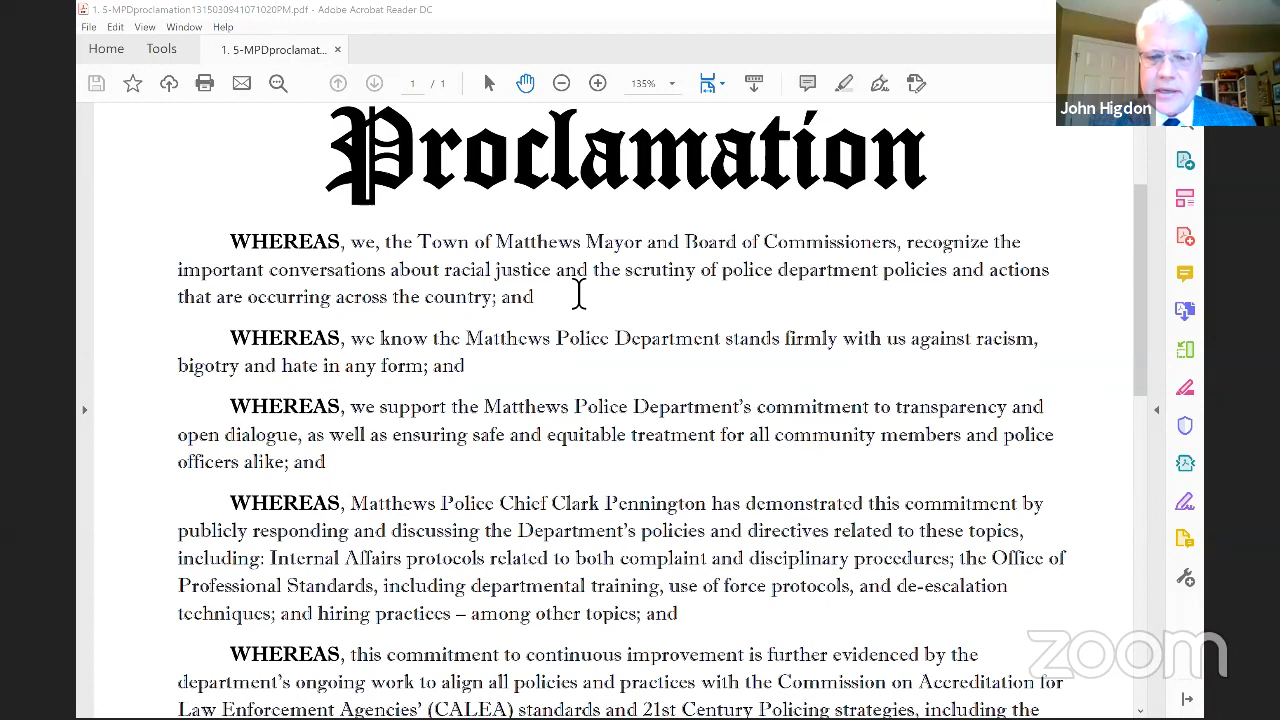 1. 5-MPDproclamation1315030941071020PM.pdf - Adobe Acrobat Reader DC
File Edit View Window Help
Home Tools 1. 5-MPDproclamat... ×
1 / 1 135%
John Higdon
Proclamation
WHEREAS, we, the Town of Matthews Mayor and Board of Commissioners, recognize the
important conversations about racial justice and the scrutiny of police department policies and actions
that are occurring across the country; and
WHEREAS, we know the Matthews Police Department stands firmly with us against racism,
bigotry and hate in any form; and
WHEREAS, we support the Matthews Police Department's commitment to transparency and
open dialogue, as well as ensuring safe and equitable treatment for all community members and police
officers alike; and
WHEREAS, Matthews Police Chief Clark Pennington has demonstrated this commitment by
publicly responding and discussing the Department's policies and directives related to these topics,
including: Internal Affairs protocols related to both complaint and disciplinary procedures; the Office of
Professional Standards, including departmental training, use of force protocols, and de-escalation
techniques; and hiring practices – among other topics; and
WHEREAS, this commitment to continuous improvement is further evidenced by the
department's ongoing work to align all policies and practices with the Commission on Accreditation for
Law Enforcement Agencies' (CALEA) standards and 21st Century Policing strategies, including the
zoom